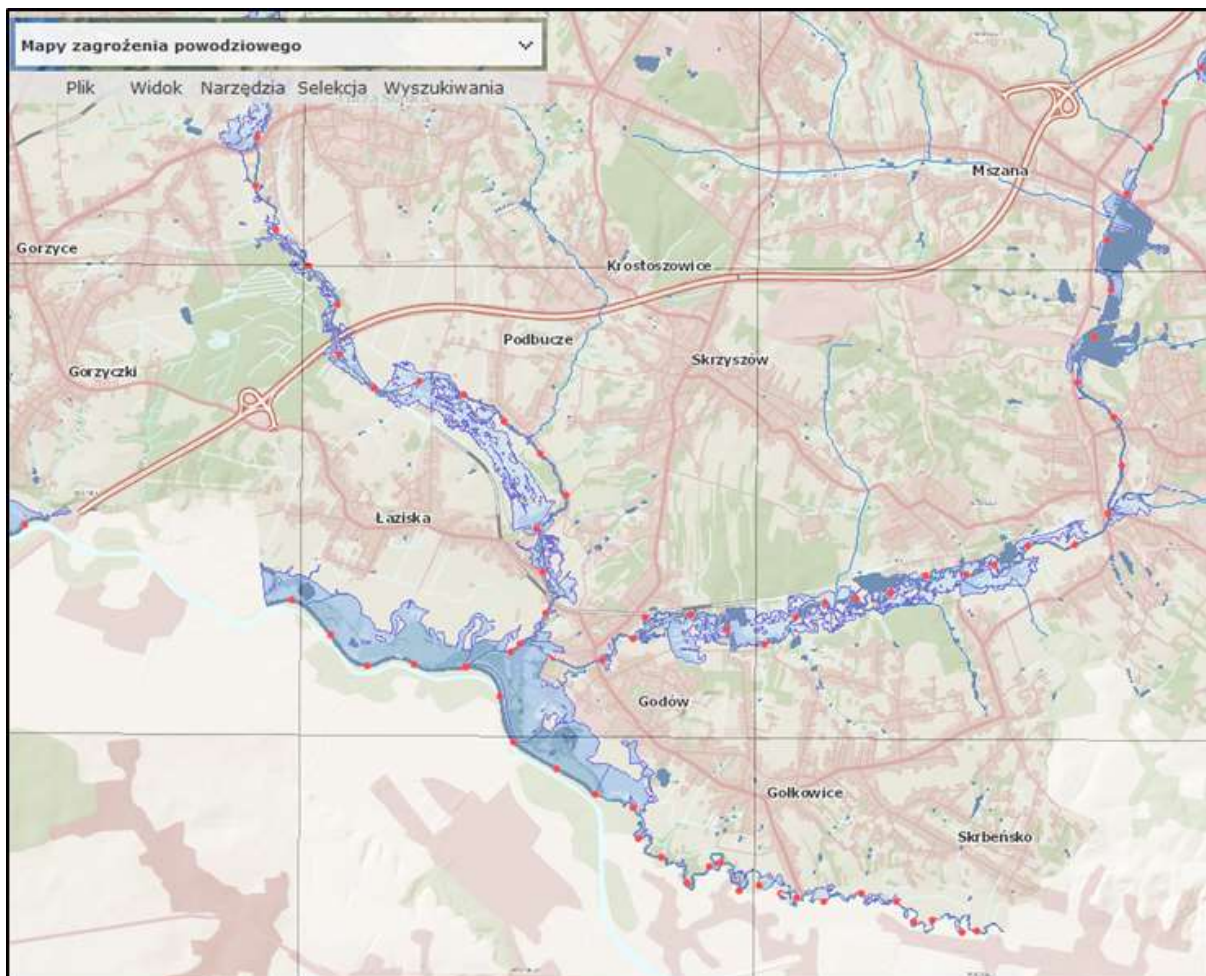 Mapy zagrożenia powodziowego
Plik Widok Narzędzia Selekcja Wyszukiwania
Mszana
Gorzyce
Krostoszowice
Podbucze
Skrzyszów
Gorzyczki
Łaziska
Godów
Gołkowice
Skrbeńsko